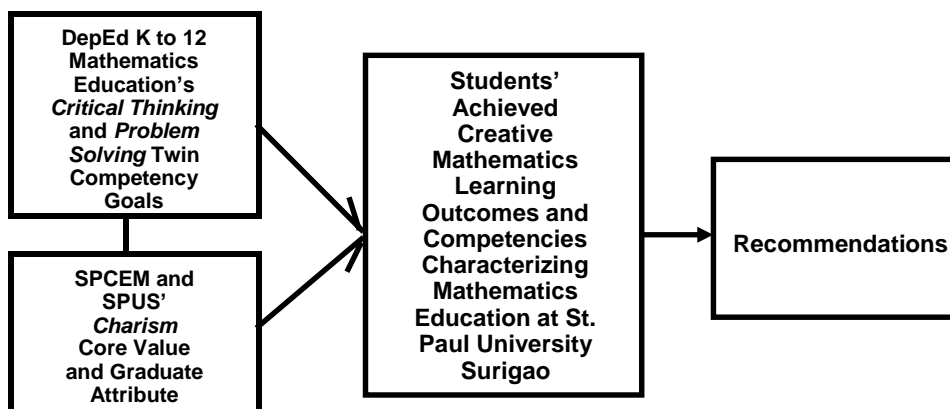 DepEd K to 12
Mathematics
Education's
Critical Thinking
and Problem
Solving Twin
Competency
Goals
SPCEM and
SPUS'
Charism
Core Value
and Graduate
Attribute
Students'
Achieved
Creative
Mathematics
Learning
Outcomes and
Competencies
Characterizing
Mathematics
Education at St.
Paul University
Surigao
Recommendations